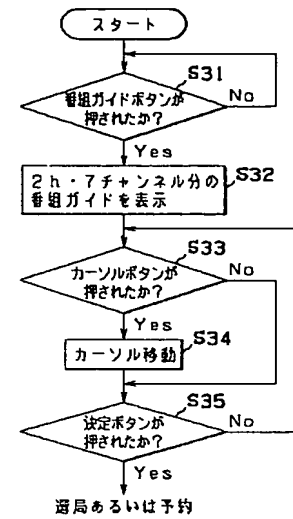 スタート
S31
番組ガイドボタンが
押されたか?
No
Yes
S32
2h・7チャンネル分の
番組ガイドを表示
S33
カーソルボタンが
押されたか?
No
Yes
S34
カーソル移動
S35
決定ボタンが
押されたか?
No
Yes
選局あるいは予約